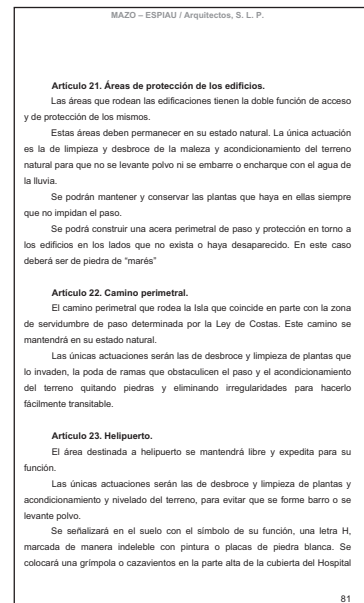 MAZO – ESPIAU / Arquitectos, S. L. P.
Artículo 21. Áreas de protección de los edificios.
Las áreas que rodean las edificaciones tienen la doble función de acceso
y de protección de los mismos.
Estas áreas deben permanecer en su estado natural. La única actuación
es la de limpieza y desbroce de la maleza y acondicionamiento del terreno
natural para que no se levante polvo ni se embarre o encharque con el agua de
la lluvia.
Se podrán mantener y conservar las plantas que haya en ellas siempre
que no impidan el paso.
Se podrá construir una acera perimetral de paso y protección en torno a
los edificios en los lados que no exista o haya desaparecido. En este caso
deberá ser de piedra de “marés”
Artículo 22. Camino perimetral.
El camino perimetral que rodea la Isla que coincide en parte con la zona
de servidumbre de paso determinada por la Ley de Costas. Este camino se
mantendrá en su estado natural.
Las únicas actuaciones serán las de desbroce y limpieza de plantas que
lo invaden, la poda de ramas que obstaculicen el paso y el acondicionamiento
del terreno quitando piedras y eliminando irregularidades para hacerlo
fácilmente transitable.
Artículo 23. Helipuerto.
El área destinada a helipuerto se mantendrá libre y expedita para su
función.
Las únicas actuaciones serán las de desbroce y limpieza de plantas y
acondicionamiento y nivelado del terreno, para evitar que se forme barro o se
levante polvo.
Se señalizará en el suelo con el símbolo de su función, una letra H,
marcada de manera indeleble con pintura o placas de piedra blanca. Se
colocará una grímpola o cazavientos en la parte alta de la cubierta del Hospital
81